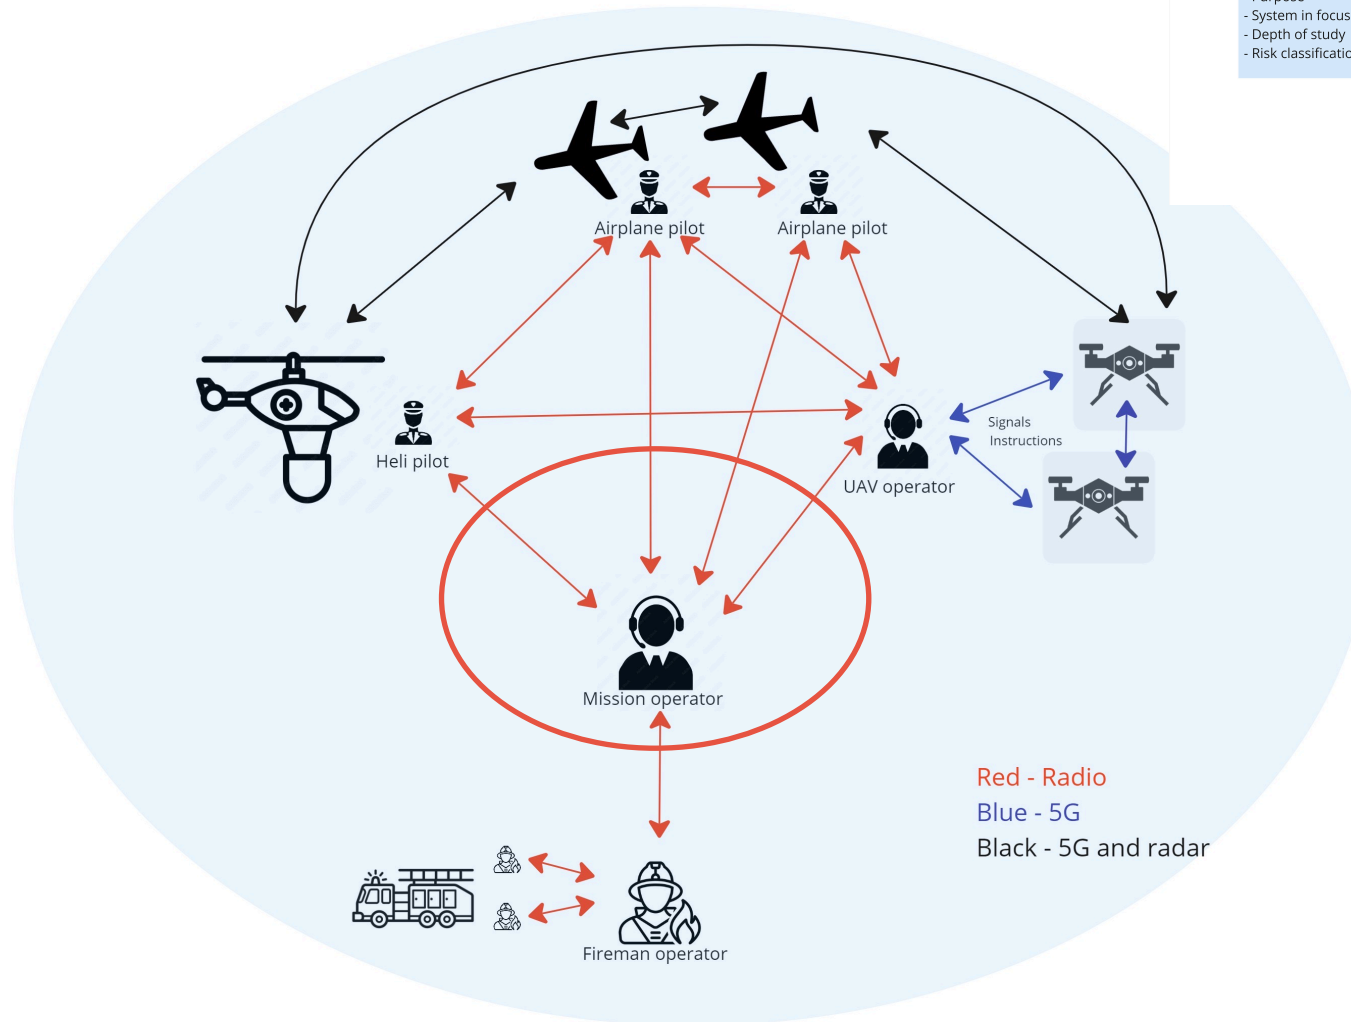 - System in focus
- Depth of study
Airplane pilot
Airplane pilot
Heli pilot
Signals
Instructions
UAV operator
Mission operator
Red - Radio
Blue - 5G
Black - 5G and radar
Fireman operator